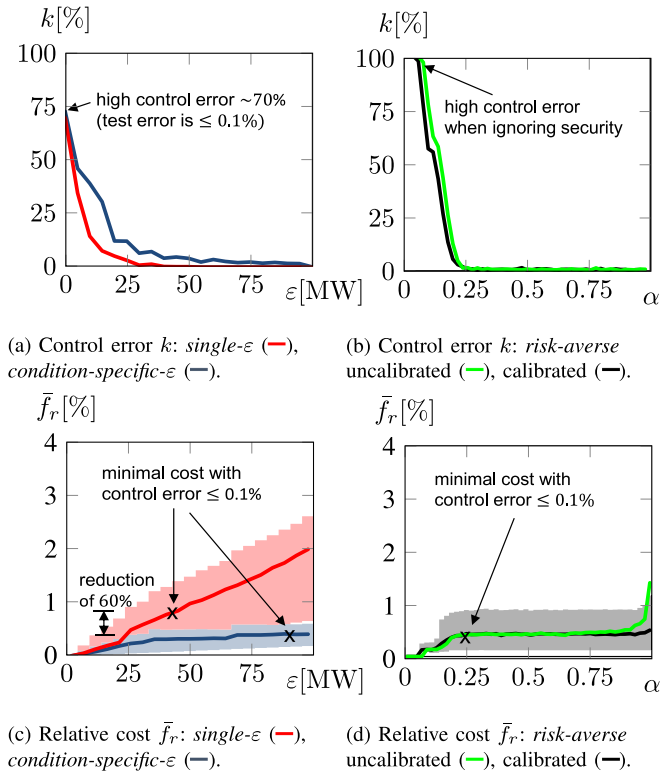 k[%]
100
75
50
25
0
high control error ~70%
(test error is ≤ 0.1%)
0 25 50 75 ε[MW]
(a) Control error k: single-ε (—),
condition-specific-ε (—).
k[%]
100
75
50
25
0
high control error
when ignoring security
0 0.25 0.5 0.75 α
(b) Control error k: risk-averse
uncalibrated (—), calibrated (—).
f̄r[%]
4
3
2
1
0
minimal cost with
control error ≤ 0.1%
reduction
of 60%
x
x
0 25 50 75 ε[MW]
(c) Relative cost f̄r: single-ε (—),
condition-specific-ε (—).
f̄r[%]
4
3
2
1
0
minimal cost with
control error ≤ 0.1%
x
0 0.25 0.5 0.75 α
(d) Relative cost f̄r: risk-averse
uncalibrated (—), calibrated (—).